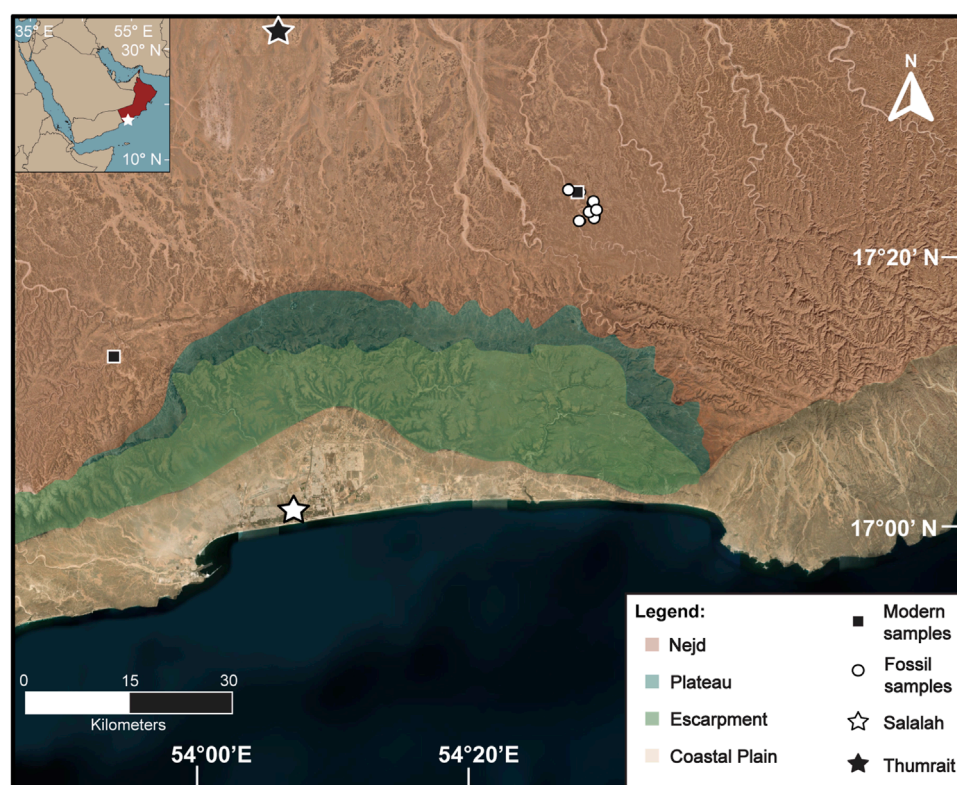 35° E
55° E
30° N
10° N
N
17°20’ N
17°00’ N
0
15
30
Kilometers
54°00’E
54°20’E
Legend:
Nejd
Plateau
Escarpment
Coastal Plain
Modern
samples
Fossil
samples
Salalah
Thumrait